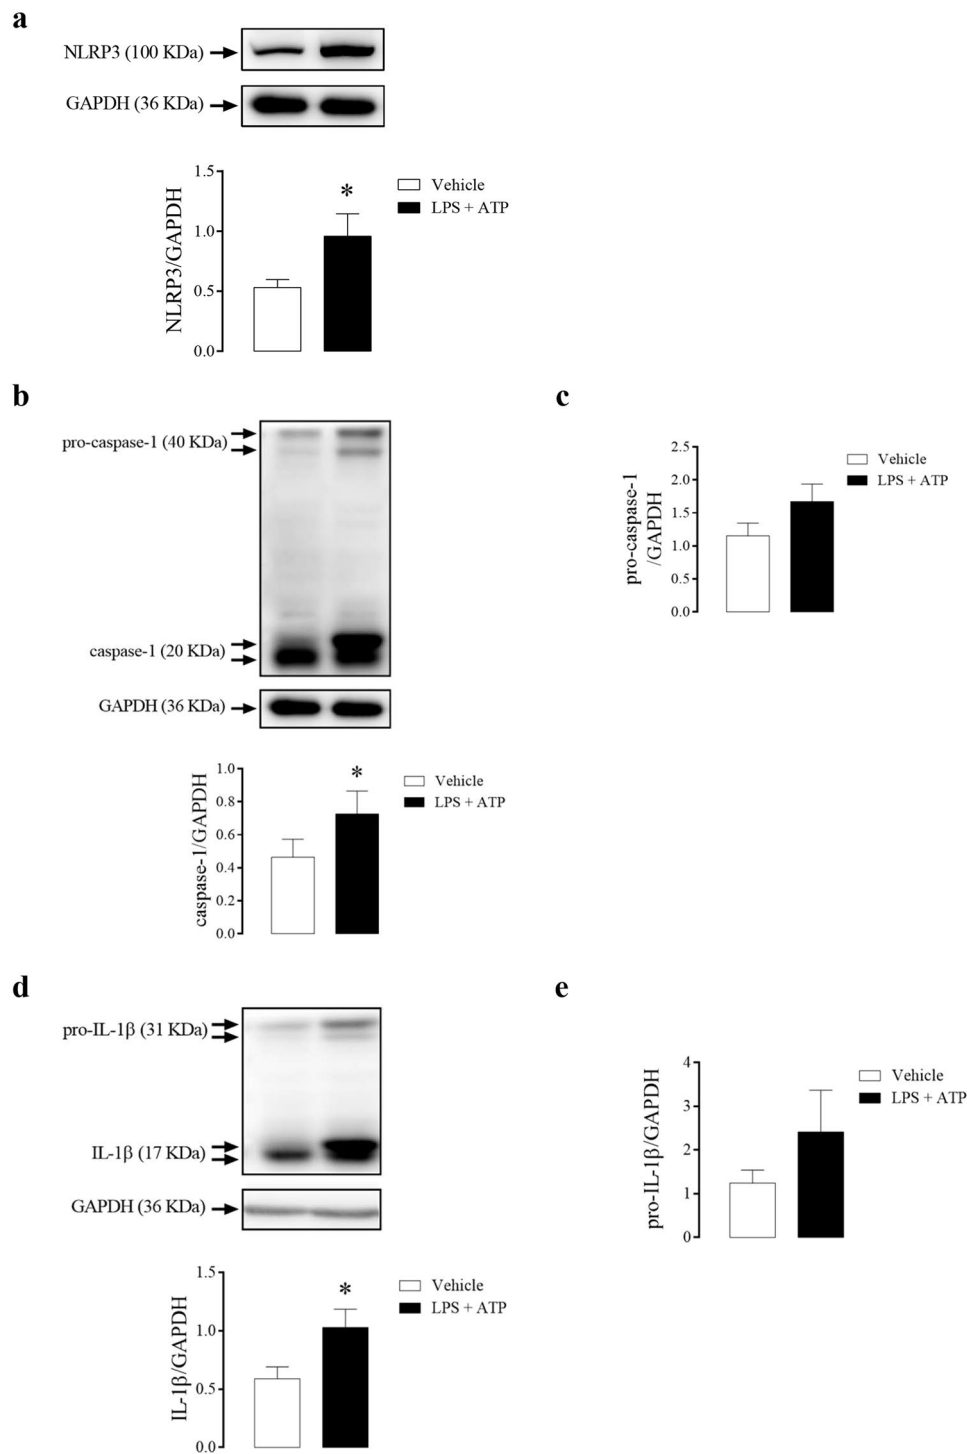 a
NLRP3 (100 KDa)
GAPDH (36 KDa)
1.5
1.0
0.5
0.0
NLRP3/GAPDH
*
Vehicle
LPS + ATP
b
pro-caspase-1 (40 KDa)
caspase-1 (20 KDa)
GAPDH (36 KDa)
1.0
0.8
0.6
0.4
0.2
0.0
caspase-1/GAPDH
*
Vehicle
LPS + ATP
c
2.5
2.0
1.5
1.0
0.5
0.0
pro-caspase-1
/GAPDH
Vehicle
LPS + ATP
d
pro-IL-1β (31 KDa)
IL-1β (17 KDa)
GAPDH (36 KDa)
1.5
1.0
0.5
0.0
IL-1β/GAPDH
*
Vehicle
LPS + ATP
e
4
3
2
1
0
pro-IL-1β/GAPDH
Vehicle
LPS + ATP